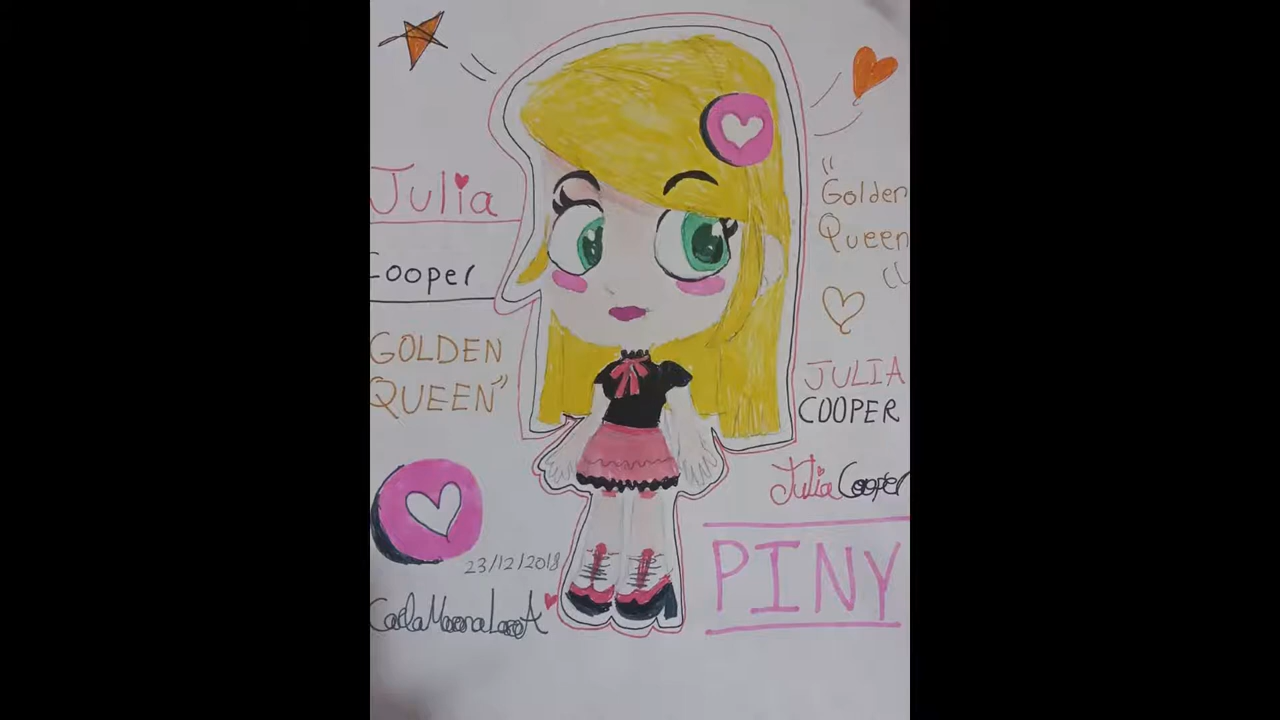 Julia
Cooper
GOLDEN
QUEEN"
"
Golden
Queen
"
JULIA
COOPER
Julia Cooper
PINY
23/12/2018